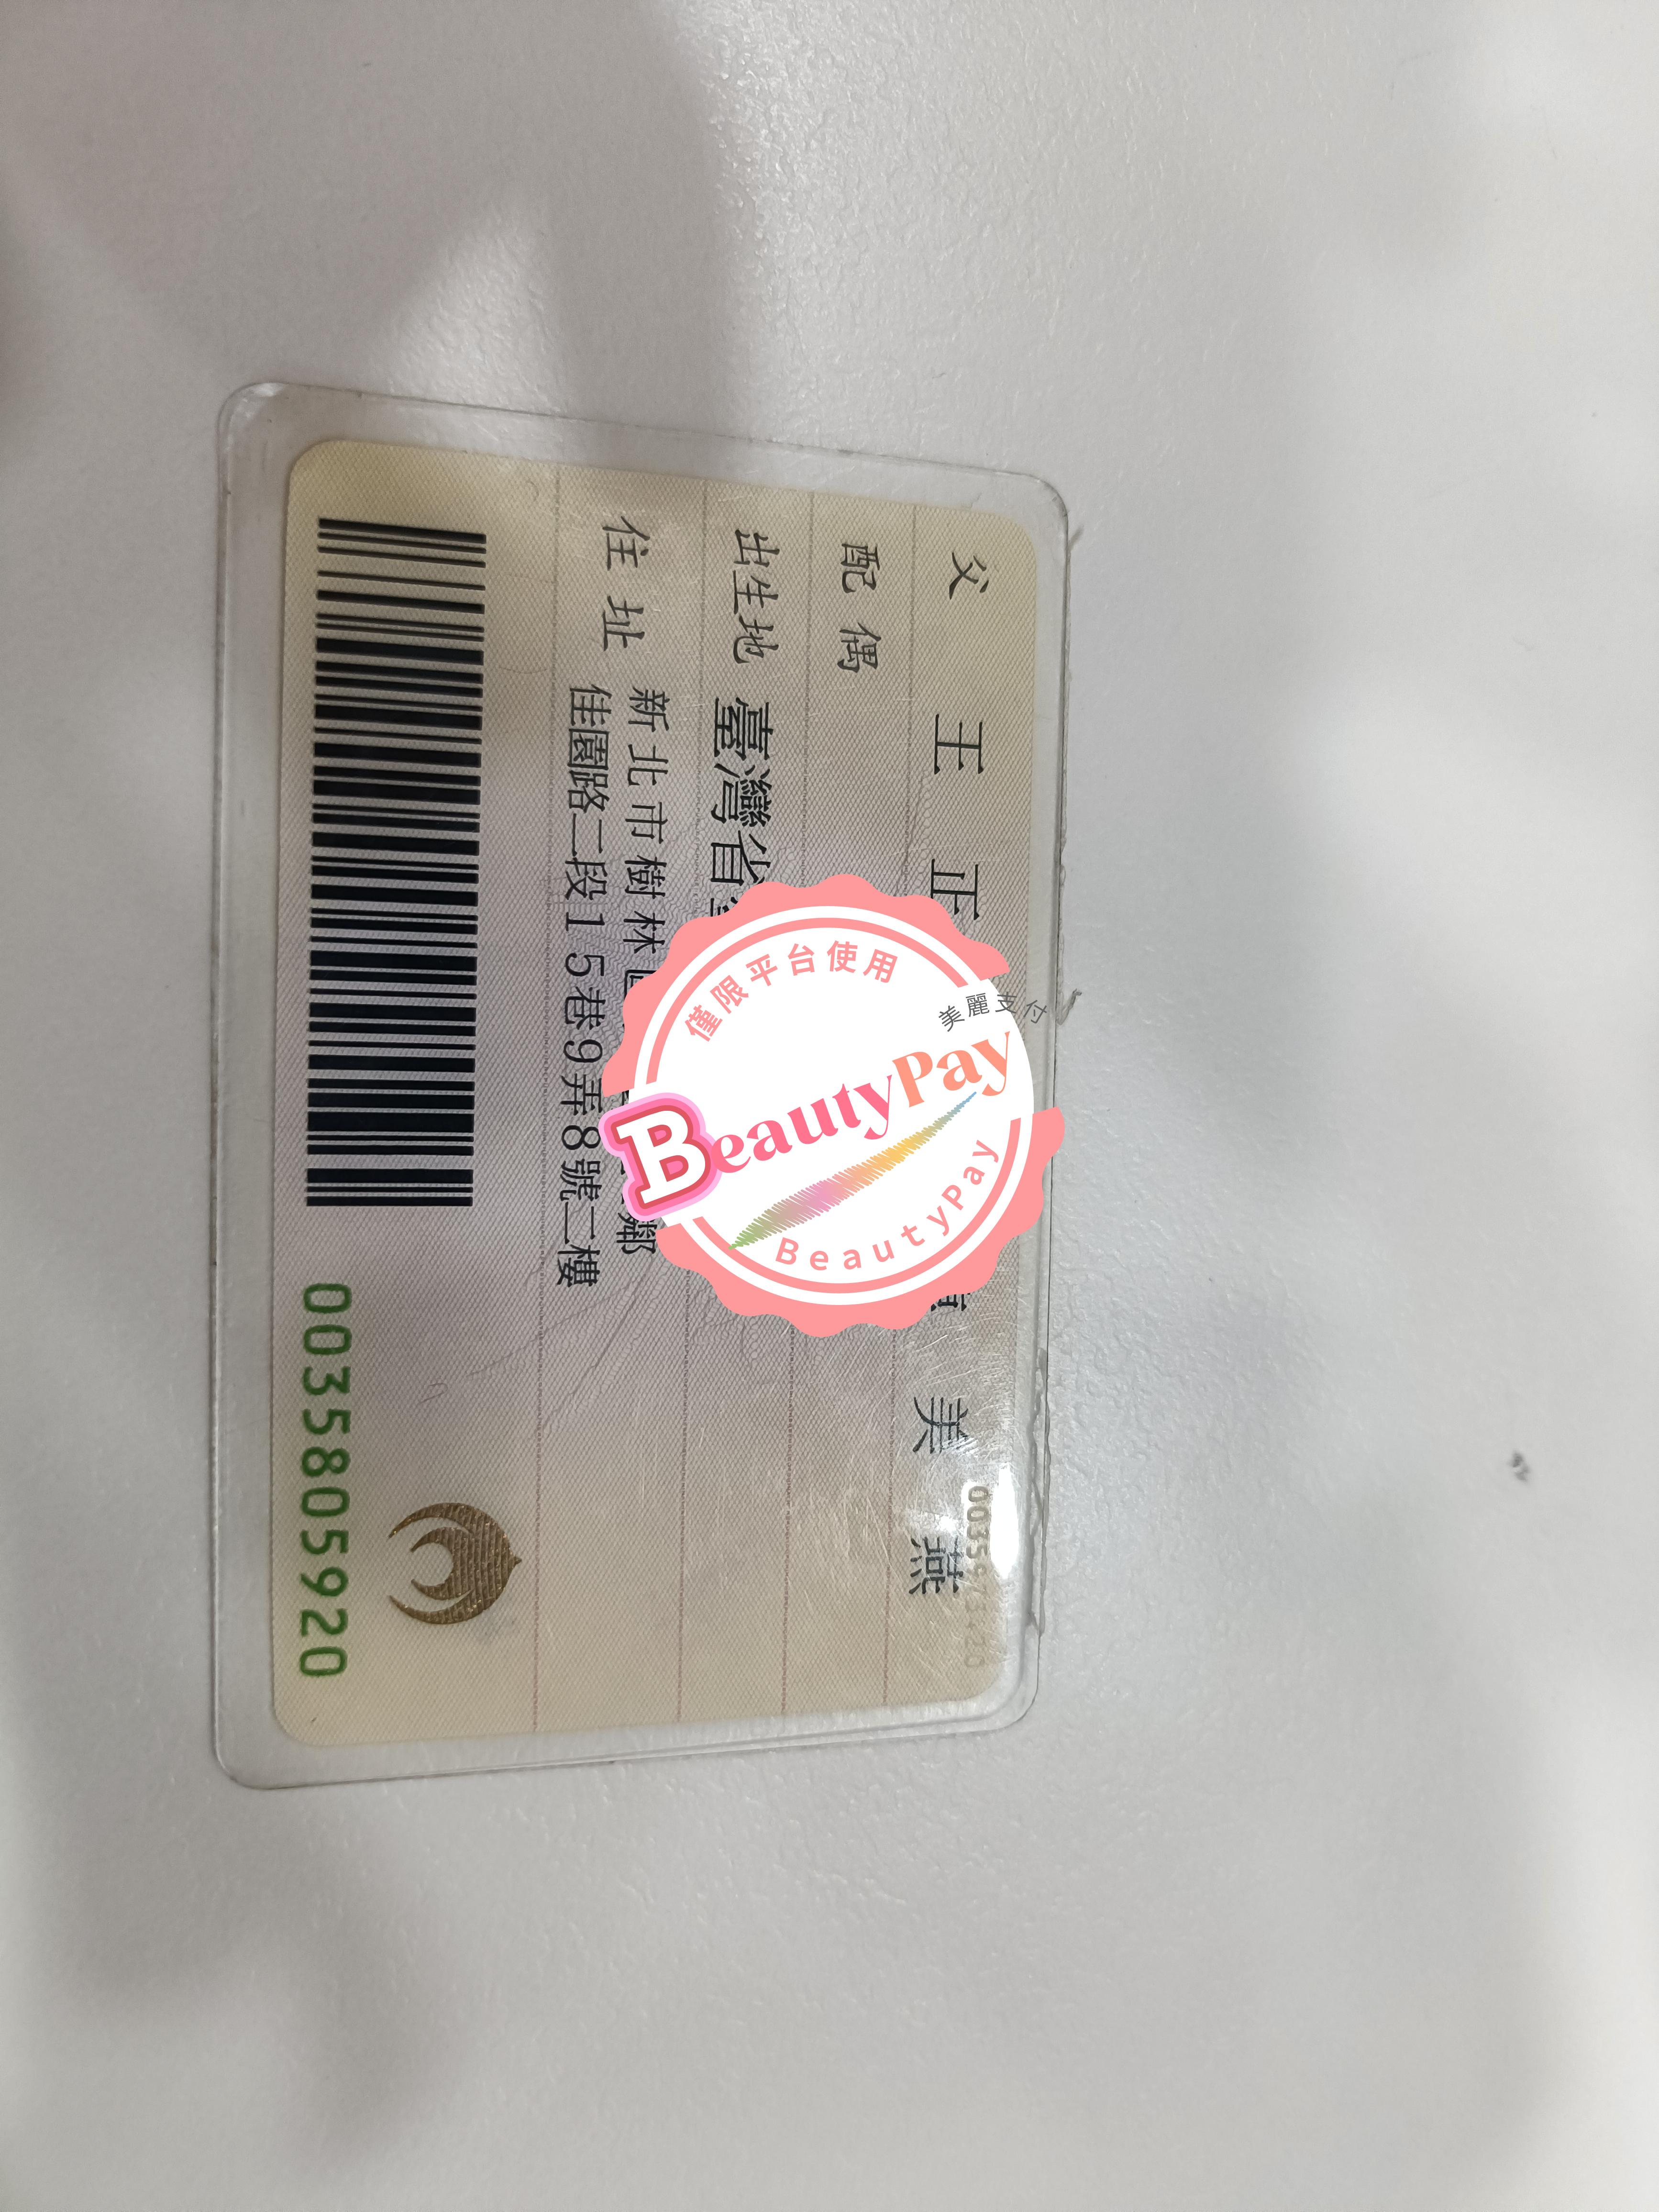 父 王正 美燕
配偶
出生地 臺灣省
住址 新北市樹林 鄰
佳園路二段15巷9弄8號二樓
0035805920
僅限平台使用
美麗支付
BeautyPay
BeautyPay